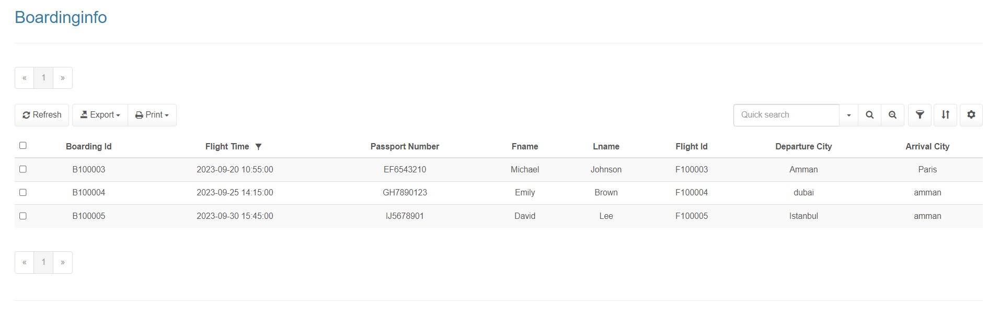 Boardinginfo
« 1 »
Refresh Export Print Quick search
Boarding Id Flight Time Passport Number Fname Lname Flight Id Departure City Arrival City
B100003 2023-09-20 10:55:00 EF6543210 Michael Johnson F100003 Amman Paris
B100004 2023-09-25 14:15:00 GH7890123 Emily Brown F100004 dubai amman
B100005 2023-09-30 15:45:00 IJ5678901 David Lee F100005 Istanbul amman
« 1 »